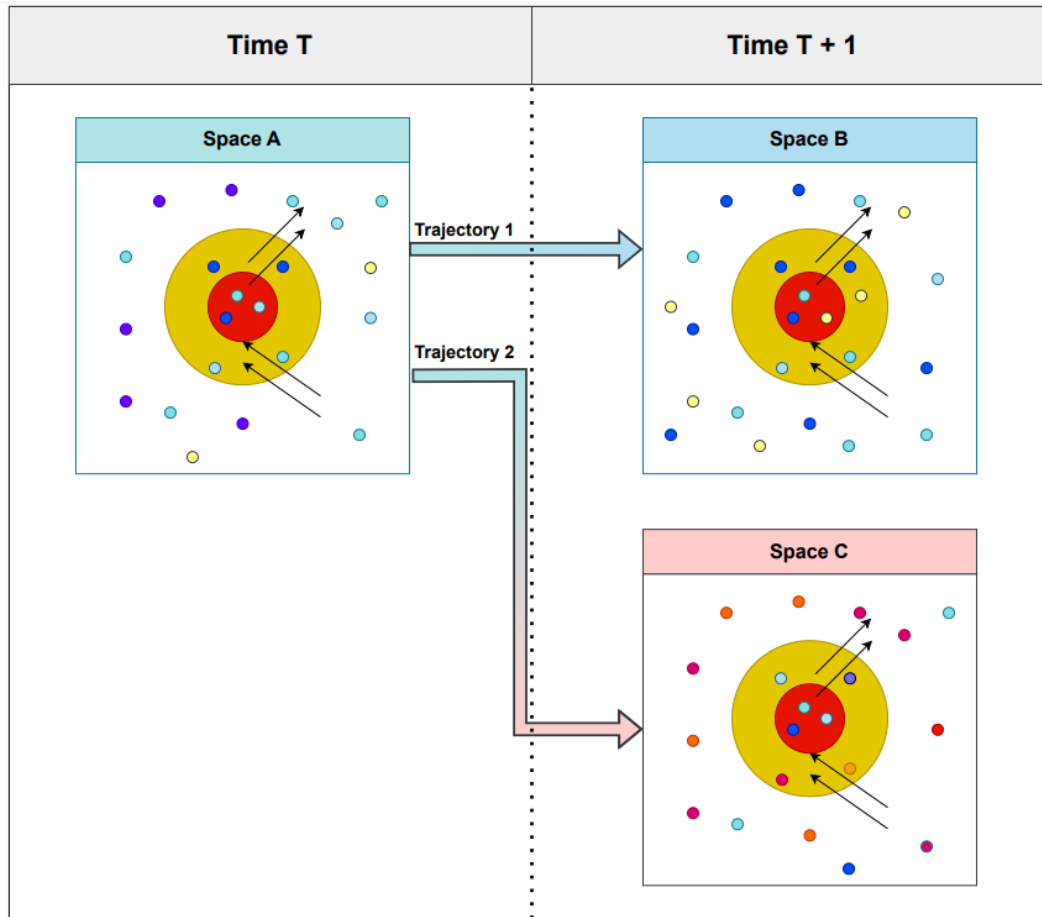 Time T
Time T + 1
Space A
Space B
Trajectory 1
Trajectory 2
Space C